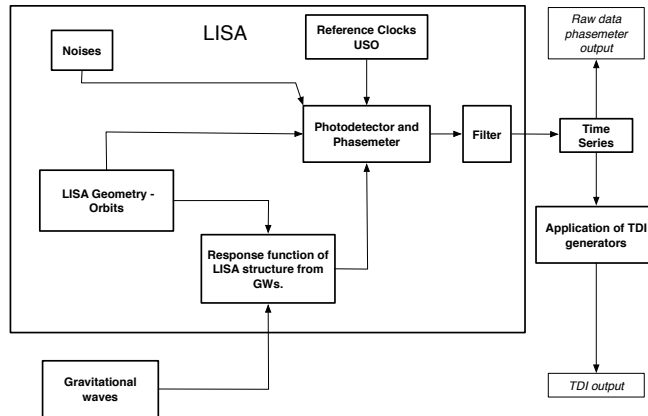 LISA
Reference Clocks
USO
Raw data
phasemeter
output
Noises
Photodetector and
Phasemeter
Filter
Time
Series
LISA Geometry -
Orbits
Response function of
LISA structure from
GWs.
Application of TDI
generators
Gravitational
waves
TDI output